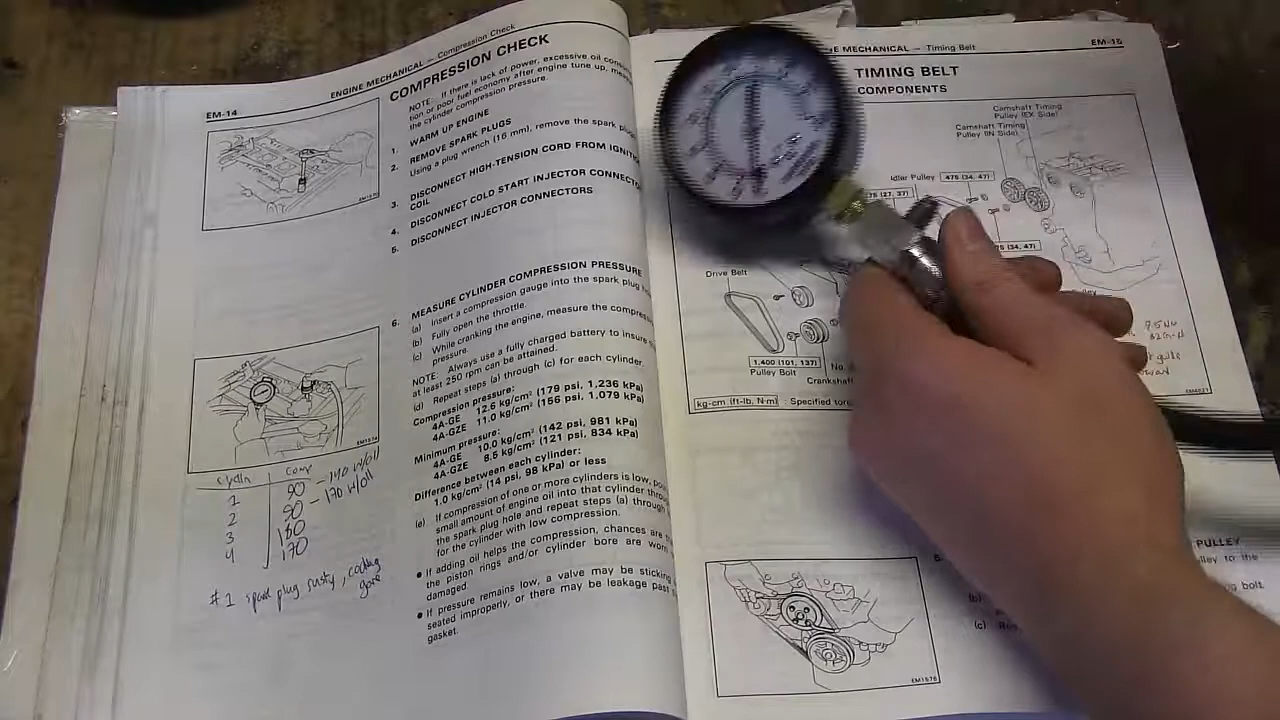 ENGINE MECHANICAL — Compression Check
EM-14
COMPRESSION CHECK
NOTE: If there is lack of power, excessive oil
tion or poor fuel economy after engine tune up,
the cylinder compression pressure.
1. WARM UP ENGINE
2. REMOVE SPARK PLUGS
Using a plug wrench (16 mm), remove the spark
3. DISCONNECT HIGH-TENSION CORD FROM
COIL
4. DISCONNECT COLD START INJECTOR
5. DISCONNECT INJECTOR CONNECTORS
6. MEASURE CYLINDER COMPRESSION PRESSURE
(a) Insert a compression gauge into the spark plug
(b) Fully open the throttle.
(c) While cranking the engine, measure the
pressure.
NOTE: Always use a fully charged battery to
at least 250 rpm can be attained.
(d) Repeat steps (a) through (c) for each cylinder.
Compression pressure:
4A-GE 12.6 kg/cm² (179 psi, 1,236 kPa)
4A-GZE 11.0 kg/cm² (156 psi, 1,079 kPa)
Minimum pressure:
4A-GE 10.0 kg/cm² (142 psi, 981 kPa)
4A-GZE 8.5 kg/cm² (121 psi, 834 kPa)
Difference between each cylinder:
1.0 kg/cm² (14 psi, 98 kPa) or less
(e) If compression of one or more cylinders is low,
small amount of engine oil into that cylinder
the spark plug hole and repeat steps (a) through
for the cylinder with low compression.
• If adding oil helps the compression, chances are
the piston rings and/or cylinder bore are
damaged.
• If pressure remains low, a valve may be sticking
seated improperly, or there may be leakage past
gasket.
EM1574
cyldn comp
1 90 – 140 w/oil
2 90 – 170 w/oil
3 160
4 170
#1 spark plug rusty, coating
gone
MECHANICAL — Timing Belt
EM-15
TIMING BELT
COMPONENTS
Camshaft Timing
Pulley (EX Side)
Camshaft Timing
Pulley (IN Side)
Idler Pulley
475 (34, 47)
(27, 37)
(34, 47)
Drive Belt
1,400 (101, 137)
Pulley Bolt
Crankshaft
kg-cm (ft-lb, N·m) : Specified
EM4027
PULLEY
to the
bolt.
(b)
(c)
EM1576